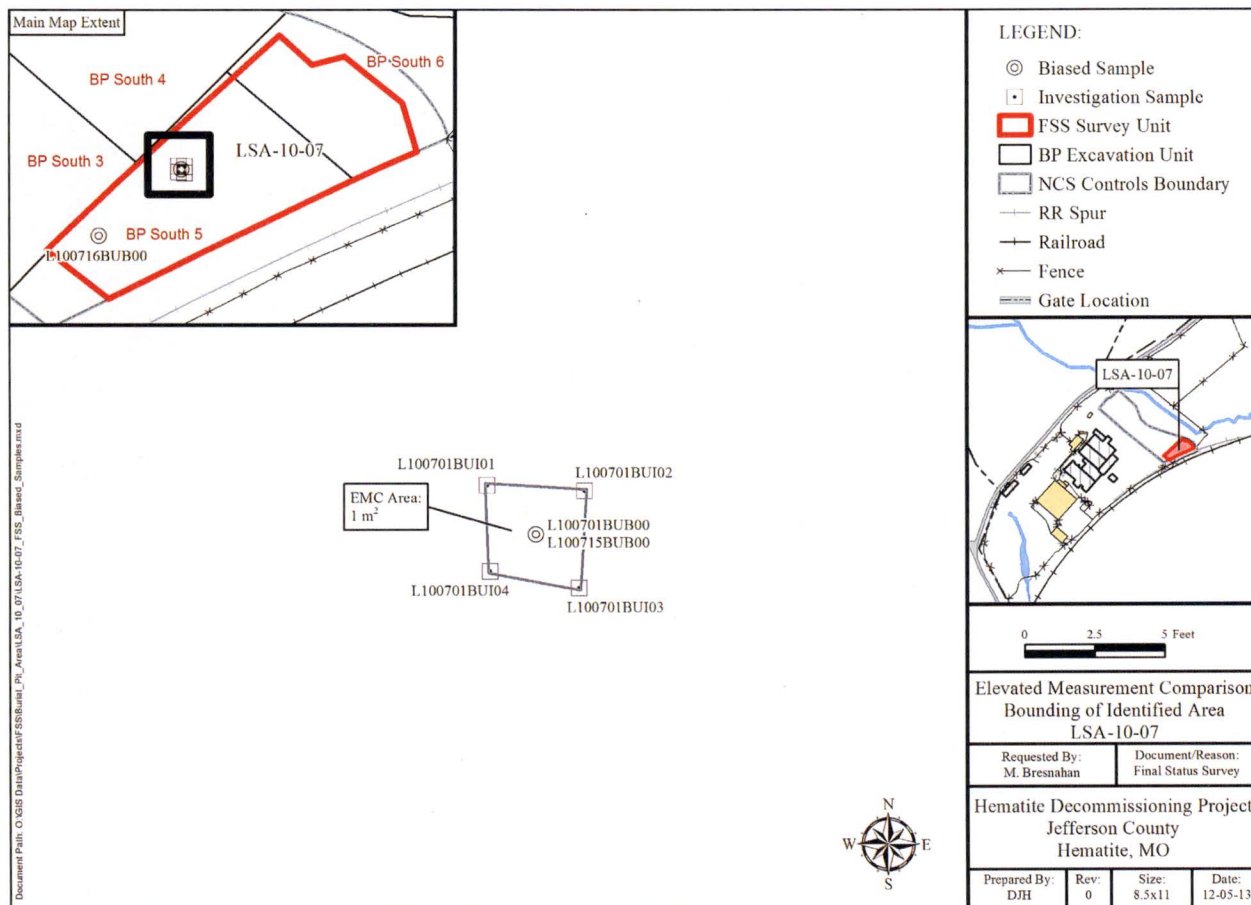 Main Map Extent
BP South 4
BP South 6
LSA-10-07
BP South 3
BP South 5
L100716BUB00
L100701BUI01
L100701BUI02
EMC Area:
1 m²
L100701BUB00
L100715BUB00
L100701BUI04
L100701BUI03
Document Path: O:\GIS Data\Projects\FSS\Burial_Pit_Area\LSA_10_07\LSA-10-07_FSS_Biased_Samples.mxd
N
W
E
S
LEGEND:
Biased Sample
Investigation Sample
FSS Survey Unit
BP Excavation Unit
NCS Controls Boundary
RR Spur
Railroad
Fence
Gate Location
LSA-10-07
0 2.5 5 Feet
Elevated Measurement Comparison
Bounding of Identified Area
LSA-10-07
Requested By:
M. Bresnahan
Document/Reason:
Final Status Survey
Hematite Decommissioning Project
Jefferson County
Hematite, MO
Prepared By:
DJH
Rev:
0
Size:
8.5x11
Date:
12-05-13